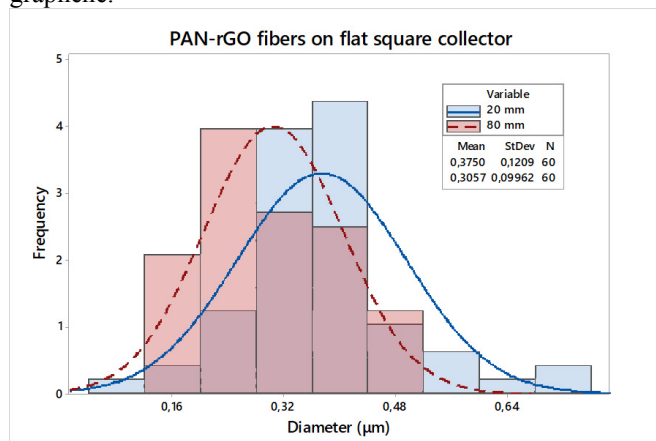 graphene.
PAN-rGO fibers on flat square collector
5
4
3
2
1
0
Frequency
Variable
20 mm
80 mm
Mean StDev N
0,3750 0,1209 60
0,3057 0,09962 60
0,16 0,32 0,48 0,64
Diameter (µm)